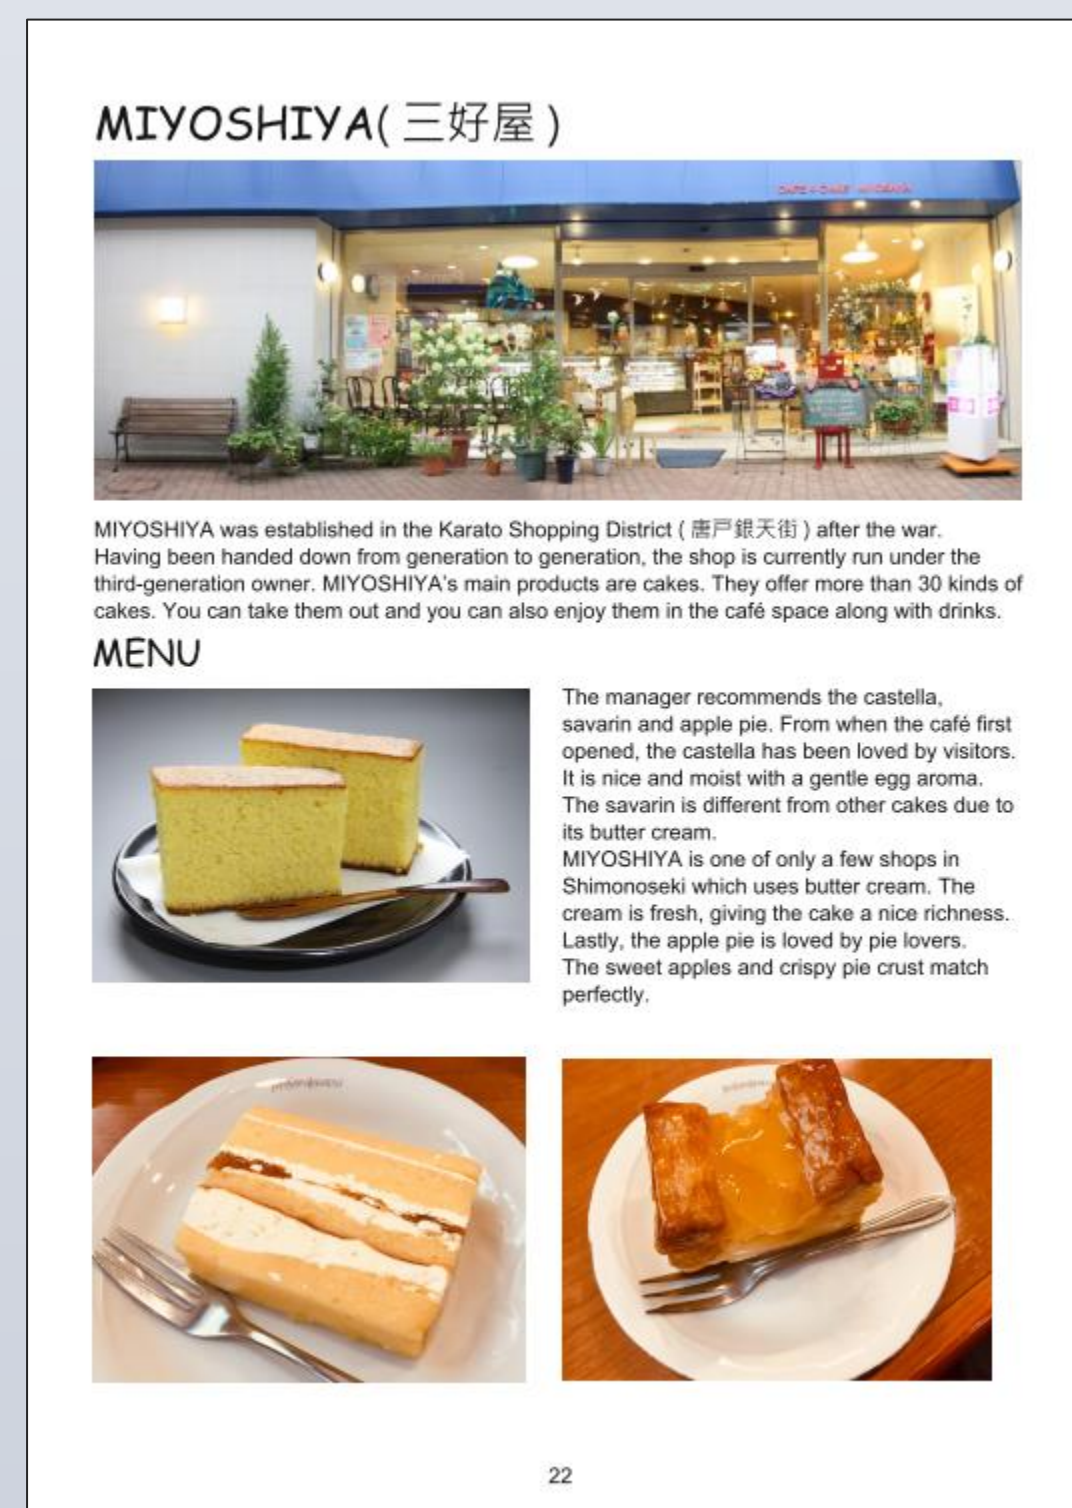 MIYOSHIYA( 三好屋 )
CAFE & CAKE MIYOSHIYA
MIYOSHIYA was established in the Karato Shopping District ( 唐戸銀天街 ) after the war.
Having been handed down from generation to generation, the shop is currently run under the
third-generation owner. MIYOSHIYA's main products are cakes. They offer more than 30 kinds of
cakes. You can take them out and you can also enjoy them in the café space along with drinks.
MENU
The manager recommends the castella,
savarin and apple pie. From when the café first
opened, the castella has been loved by visitors.
It is nice and moist with a gentle egg aroma.
The savarin is different from other cakes due to
its butter cream.
MIYOSHIYA is one of only a few shops in
Shimonoseki which uses butter cream. The
cream is fresh, giving the cake a nice richness.
Lastly, the apple pie is loved by pie lovers.
The sweet apples and crispy pie crust match
perfectly.
22